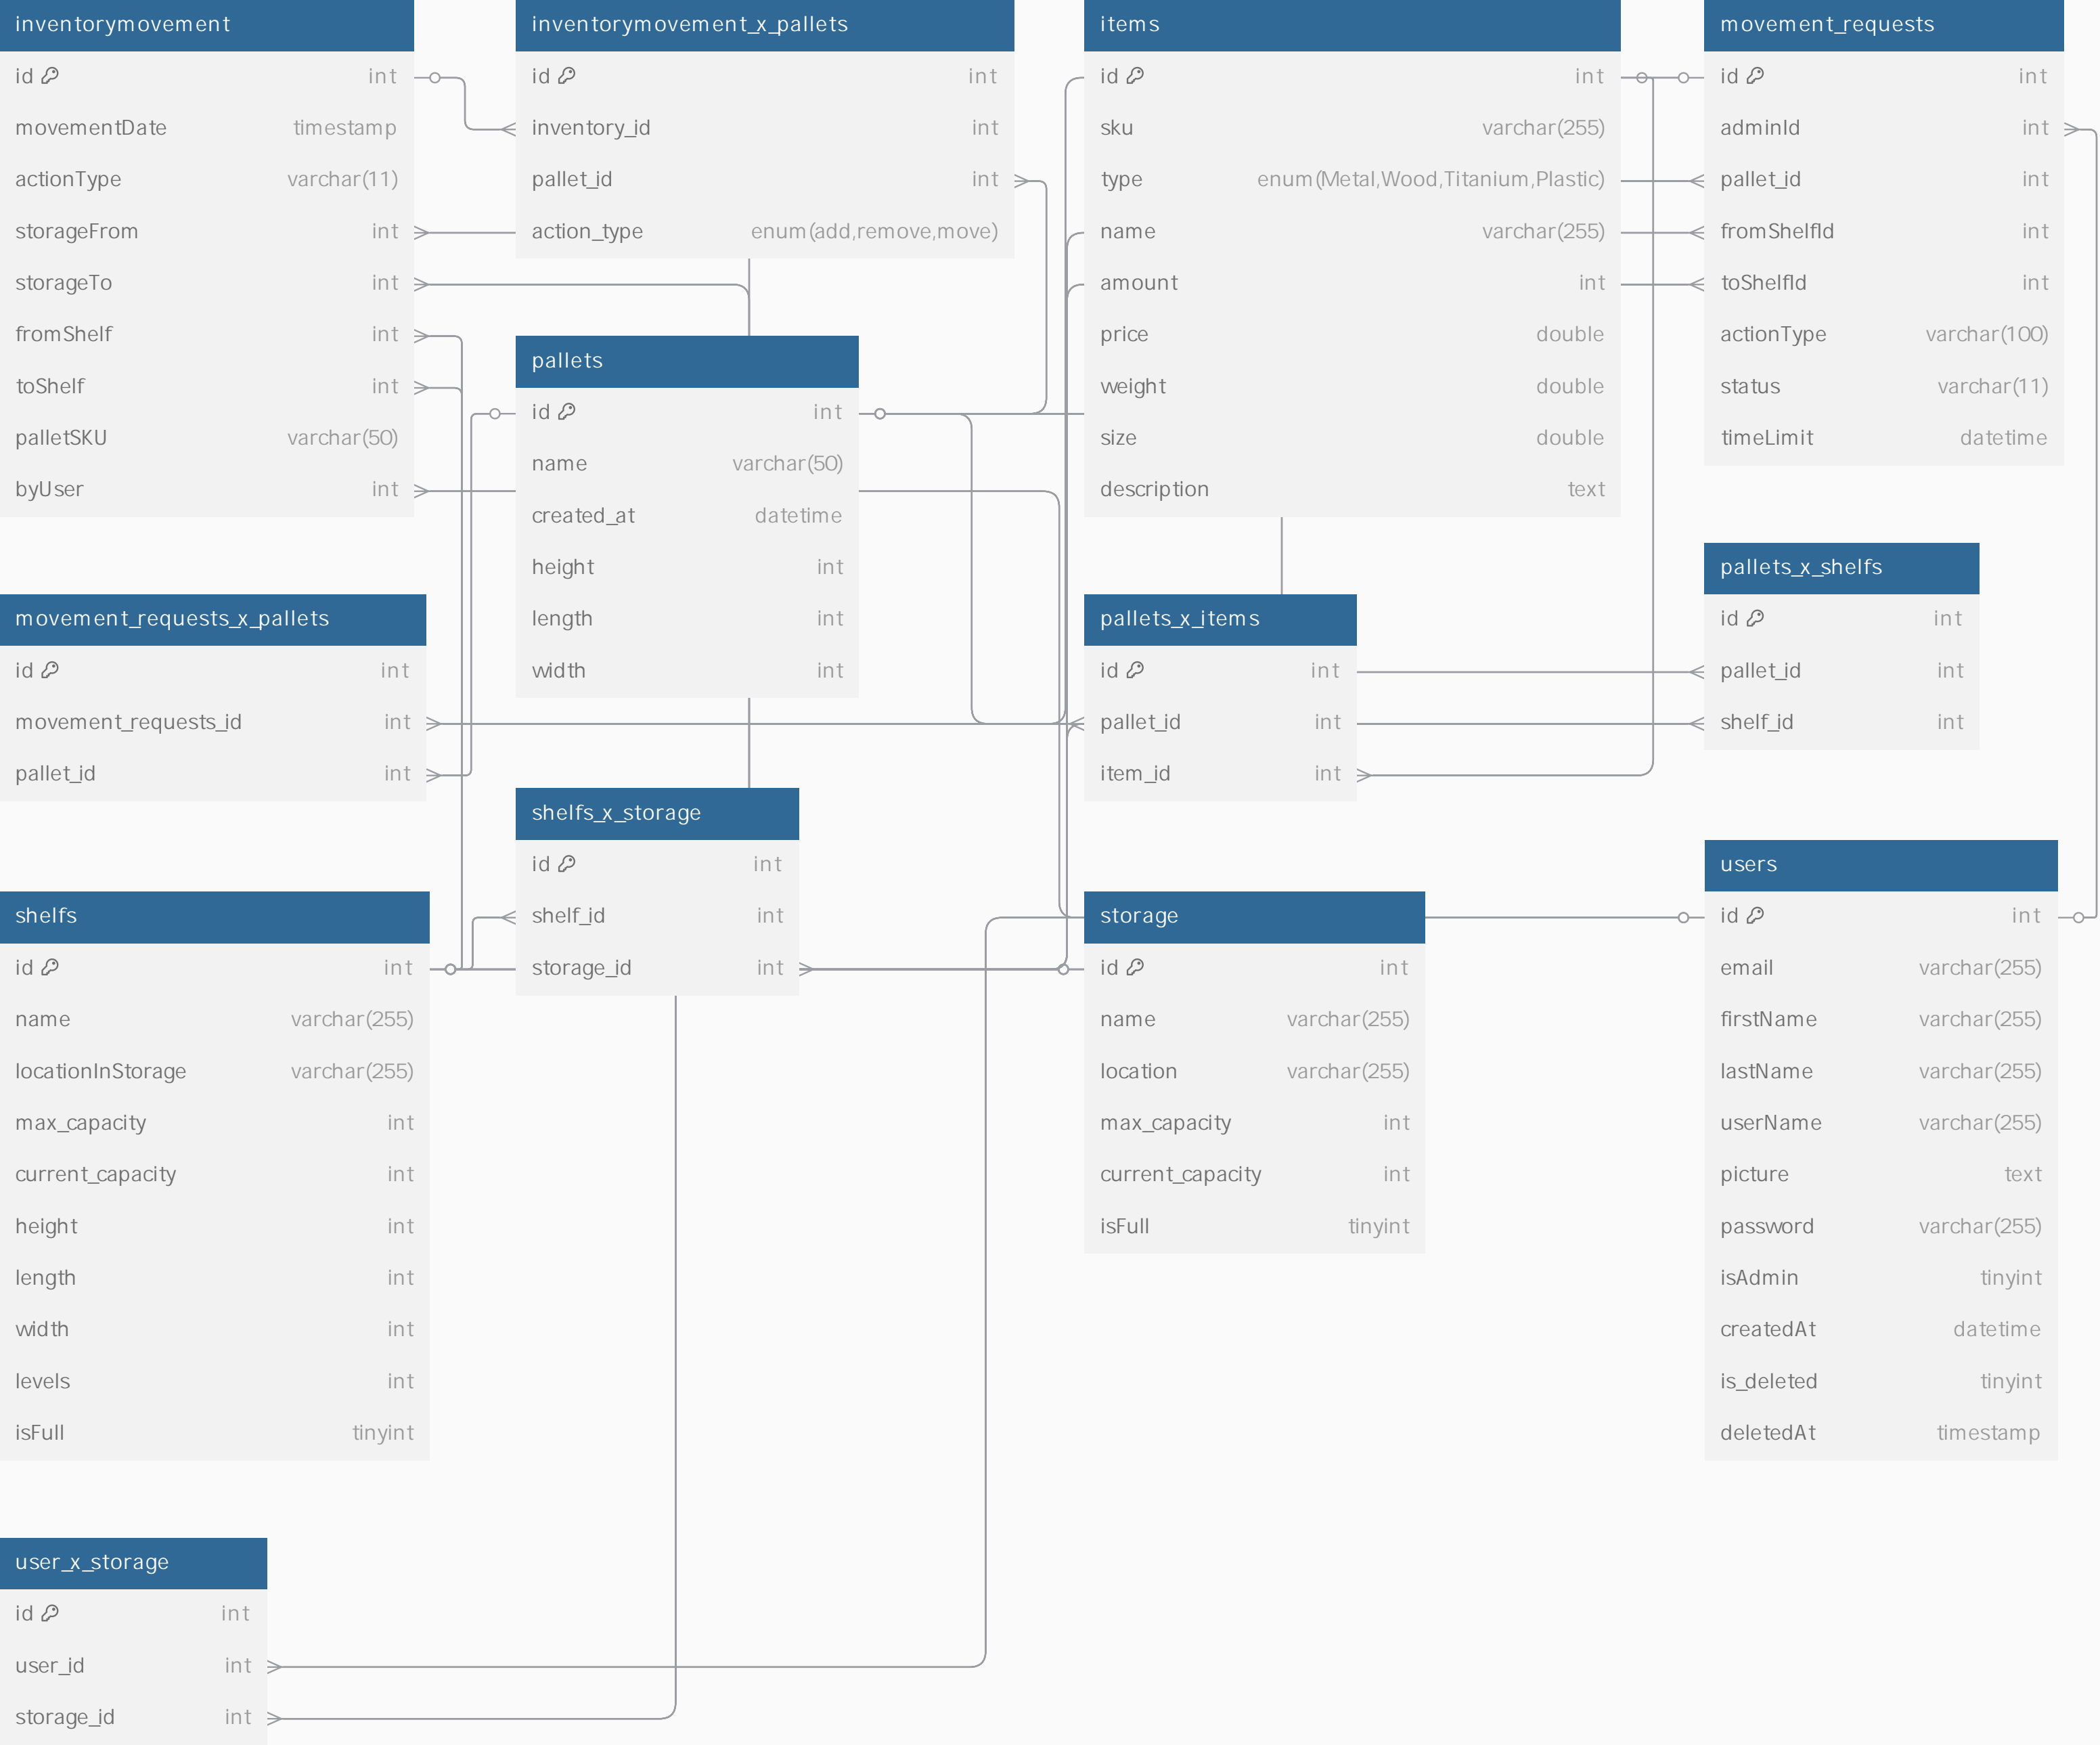 inventorymovement
id int
movementDate timestamp
actionType varchar(11)
storageFrom int
storageTo int
fromShelf int
toShelf int
palletSKU varchar(50)
byUser int
inventorymovement_x_pallets
id int
inventory_id int
pallet_id int
action_type enum(add,remove,move)
items
id int
sku varchar(255)
type enum(Metal,Wood,Titanium,Plastic)
name varchar(255)
amount int
price double
weight double
size double
description text
movement_requests
id int
adminId int
pallet_id int
fromShelfId int
toShelfId int
actionType varchar(100)
status varchar(11)
timeLimit datetime
pallets
id int
name varchar(50)
created_at datetime
height int
length int
width int
pallets_x_shelfs
id int
pallet_id int
shelf_id int
movement_requests_x_pallets
id int
movement_requests_id int
pallet_id int
pallets_x_items
id int
pallet_id int
item_id int
shelfs_x_storage
id int
shelf_id int
storage_id int
users
id int
email varchar(255)
firstName varchar(255)
lastName varchar(255)
userName varchar(255)
picture text
password varchar(255)
isAdmin tinyint
createdAt datetime
is_deleted tinyint
deletedAt timestamp
shelfs
id int
name varchar(255)
locationInStorage varchar(255)
max_capacity int
current_capacity int
height int
length int
width int
levels int
isFull tinyint
storage
id int
name varchar(255)
location varchar(255)
max_capacity int
current_capacity int
isFull tinyint
user_x_storage
id int
user_id int
storage_id int